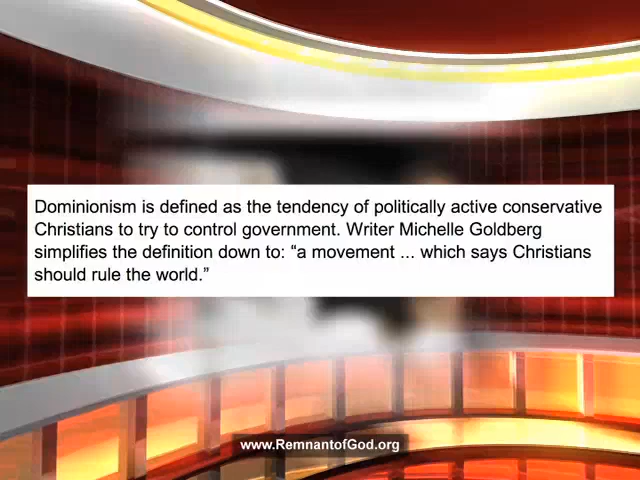 Dominionism is defined as the tendency of politically active conservative
Christians to try to control government. Writer Michelle Goldberg
simplifies the definition down to: “a movement ... which says Christians
should rule the world.”
www.RemnantofGod.org